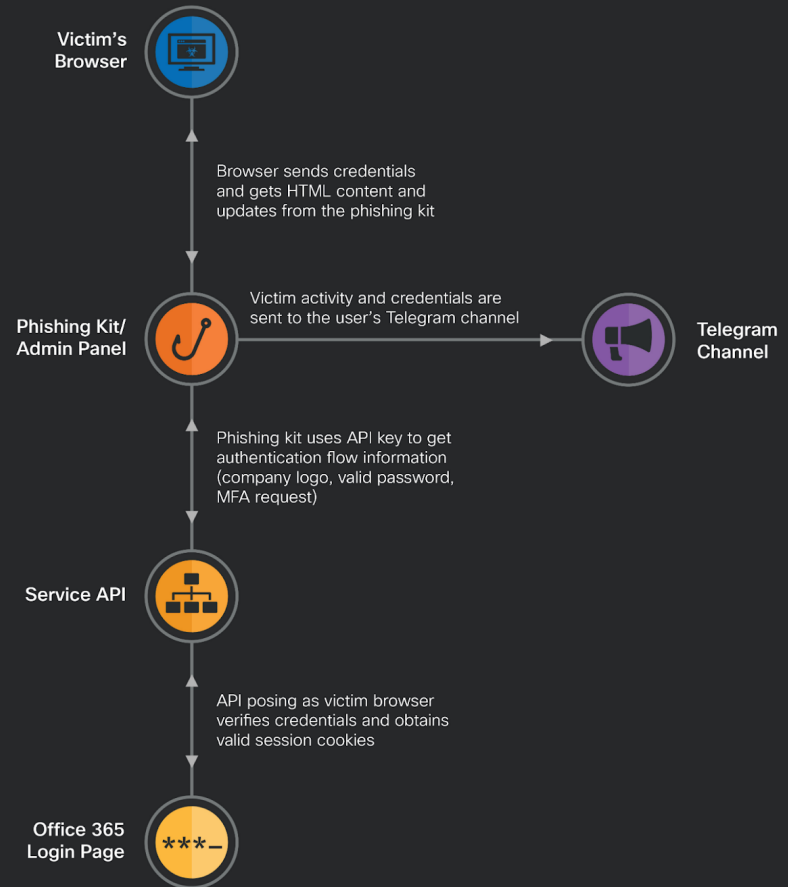 Victim's
Browser
Browser sends credentials
and gets HTML content and
updates from the phishing kit
Phishing Kit/
Admin Panel
Victim activity and credentials are
sent to the user's Telegram channel
Telegram
Channel
Phishing kit uses API key to get
authentication flow information
(company logo, valid password,
MFA request)
Service API
API posing as victim browser
verifies credentials and obtains
valid session cookies
Office 365
Login Page
***_